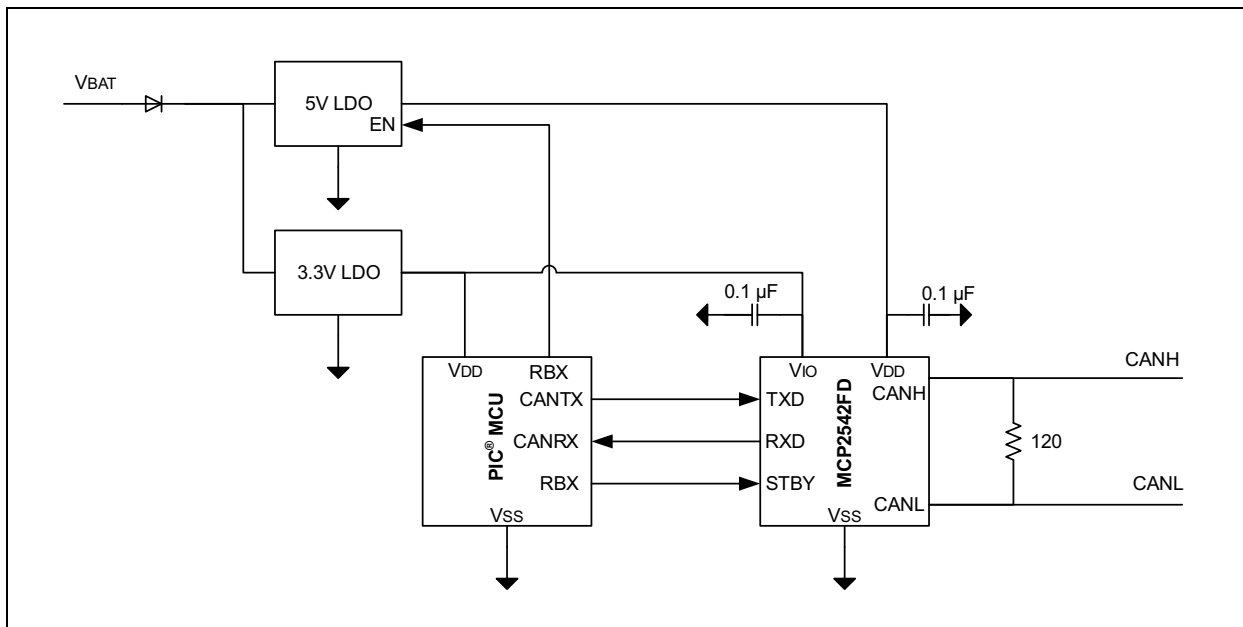 VBAT
5V LDO
EN
3.3V LDO
0.1 µF
0.1 µF
VDD
RBX
CANTX
CANRX
RBX
VSS
PIC® MCU
VIO
VDD
CANH
TXD
RXD
STBY
CANL
VSS
MCP2542FD
CANH
120
CANL